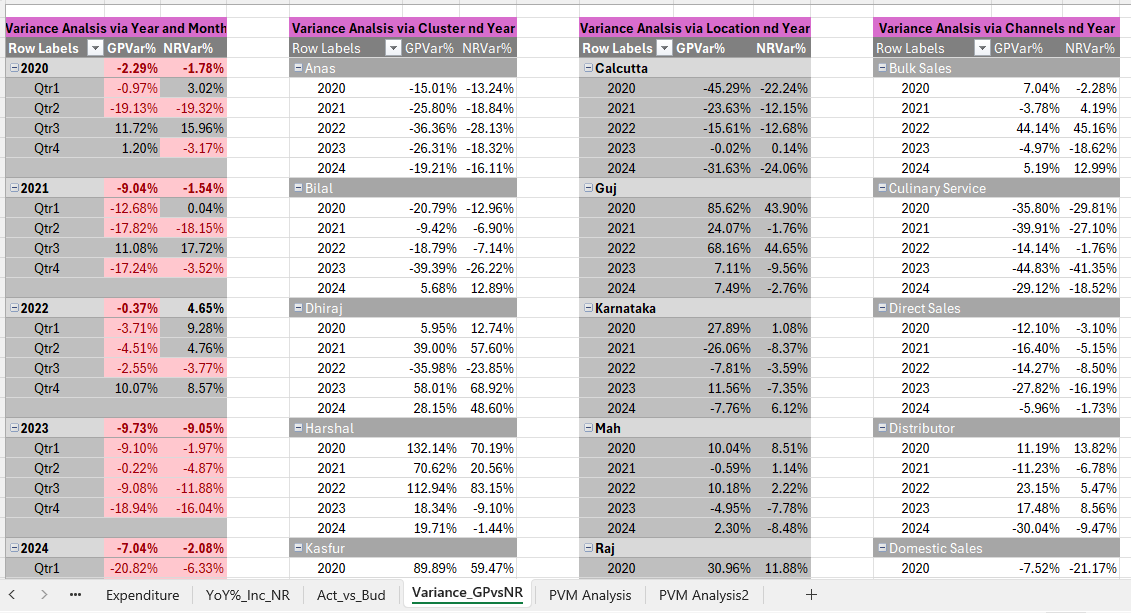 Variance Analsis via Year and Month
Row Labels GPVar% NRVar%
2020 -2.29% -1.78%
Qtr1 -0.97% 3.02%
Qtr2 -19.13% -19.32%
Qtr3 11.72% 15.96%
Qtr4 1.20% -3.17%
2021 -9.04% -1.54%
Qtr1 -12.68% 0.04%
Qtr2 -17.82% -18.15%
Qtr3 11.08% 17.72%
Qtr4 -17.24% -3.52%
2022 -0.37% 4.65%
Qtr1 -3.71% 9.28%
Qtr2 -4.51% 4.76%
Qtr3 -2.55% -3.77%
Qtr4 10.07% 8.57%
2023 -9.73% -9.05%
Qtr1 -9.10% -1.97%
Qtr2 -0.22% -4.87%
Qtr3 -9.08% -11.88%
Qtr4 -18.94% -16.04%
2024 -7.04% -2.08%
Qtr1 -20.82% -6.33%
Variance Analsis via Cluster nd Year
Row Labels GPVar% NRVar%
Anas
2020 -15.01% -13.24%
2021 -25.80% -18.84%
2022 -36.36% -28.13%
2023 -26.31% -18.32%
2024 -19.21% -16.11%
Bilal
2020 -20.79% -12.96%
2021 -9.42% -6.90%
2022 -18.79% -7.14%
2023 -39.39% -26.22%
2024 5.68% 12.89%
Dhiraj
2020 5.95% 12.74%
2021 39.00% 57.60%
2022 -35.98% -23.85%
2023 58.01% 68.92%
2024 28.15% 48.60%
Harshal
2020 132.14% 70.19%
2021 70.62% 20.56%
2022 112.94% 83.15%
2023 18.34% -9.10%
2024 19.71% -1.44%
Kasfur
2020 89.89% 59.47%
Variance Analsis via Location nd Year
Row Labels GPVar% NRVar%
Calcutta
2020 -45.29% -22.24%
2021 -23.63% -12.15%
2022 -15.61% -12.68%
2023 -0.02% 0.14%
2024 -31.63% -24.06%
Guj
2020 85.62% 43.90%
2021 24.07% -1.76%
2022 68.16% 44.65%
2023 7.11% -9.56%
2024 7.49% -2.76%
Karnataka
2020 27.89% 1.08%
2021 -26.06% -8.37%
2022 -7.81% -3.59%
2023 11.56% -7.35%
2024 -7.76% 6.12%
Mah
2020 10.04% 8.51%
2021 -0.59% 1.14%
2022 10.18% 2.22%
2023 -4.95% -7.78%
2024 2.30% -8.48%
Raj
2020 30.96% 11.88%
Variance Analsis via Channels nd Year
Row Labels GPVar% NRVar%
Bulk Sales
2020 7.04% -2.28%
2021 -3.78% 4.19%
2022 44.14% 45.16%
2023 -4.97% -18.62%
2024 5.19% 12.99%
Culinary Service
2020 -35.80% -29.81%
2021 -39.91% -27.10%
2022 -14.14% -1.76%
2023 -44.83% -41.35%
2024 -29.12% -18.52%
Direct Sales
2020 -12.10% -3.10%
2021 -16.40% -5.15%
2022 -14.27% -8.50%
2023 -27.82% -16.19%
2024 -5.96% -1.73%
Distributor
2020 11.19% 13.82%
2021 -11.23% -6.78%
2022 23.15% 5.47%
2023 17.48% 8.56%
2024 -30.04% -9.47%
Domestic Sales
2020 -7.52% -21.17%
Expenditure YoY%_Inc_NR Act_vs_Bud Variance_GPvsNR PVM Analysis PVM Analysis2